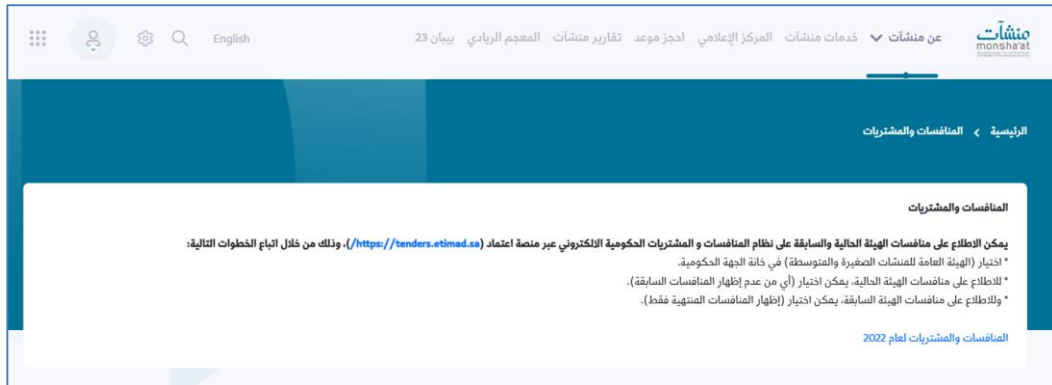 منشآت
monsha'at
عن منشآت خدمات منشآت المركز الإعلامي احجز موعد تقارير منشآت المعجم الريادي بيبان 23 English
الرئيسية > المنافسات والمشتريات
المنافسات والمشتريات
يمكن الاطلاع على منافسات الهيئة الحالية والسابقة على نظام المنافسات و المشتريات الحكومية الالكتروني عبر منصة اعتماد (https://tenders.etimad.sa/)، وذلك من خلال اتباع الخطوات التالية:
* اختيار (الهيئة العامة للمنشات الصغيرة والمتوسطة) في خانة الجهة الحكومية.
* للاطلاع على منافسات الهيئة الحالية، يمكن اختيار (أي من عدم إظهار المنافسات السابقة).
* وللاطلاع على منافسات الهيئة السابقة، يمكن اختيار (إظهار المنافسات المنتهية فقط).
المنافسات والمشتريات لعام 2022